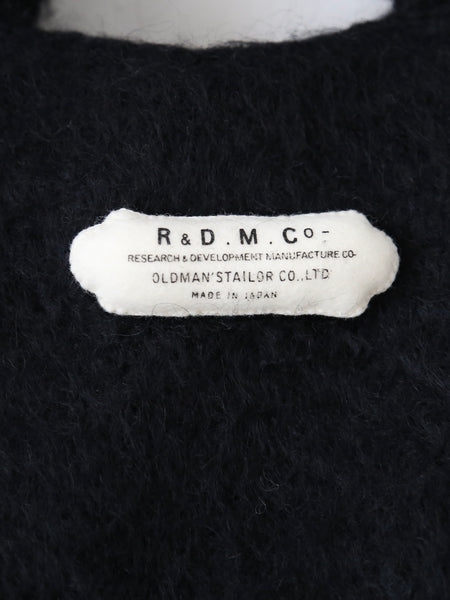 R & D . M . Co-
RESEARCH & DEVELOPMENT MANUFACTURE CO-
OLDMAN'STAILOR CO.,LTD
MADE IN JAPAN